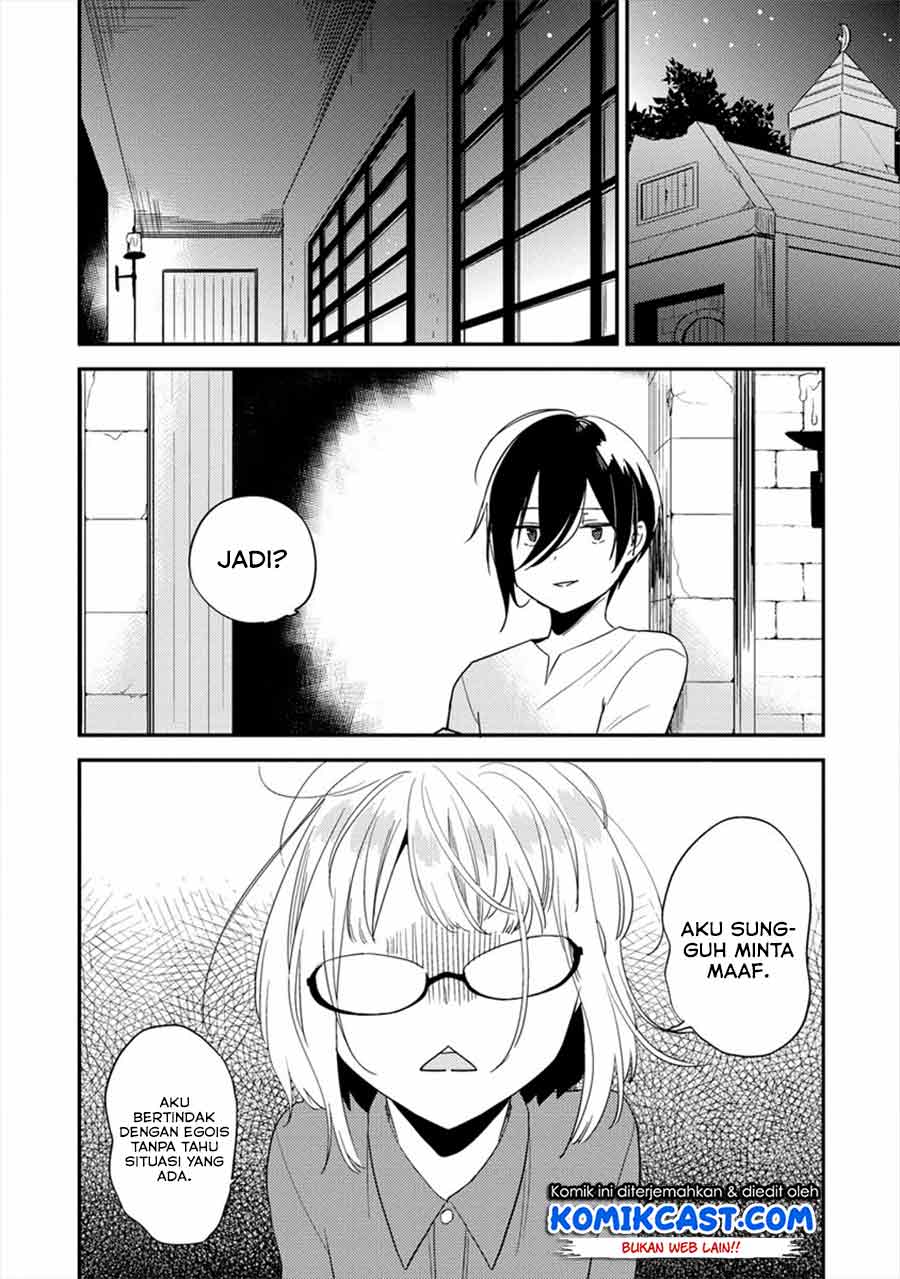 JADI?
AKU SUNG-
GUH MINTA
MAAF.
AKU
BERTINDAK
DENGAN EGOIS
TANPA TAHU
SITUASI YANG
ADA.
Komik ini diterjemahkan & diedit oleh
KOMIKCAST.COM
BUKAN WEB LAIN!!